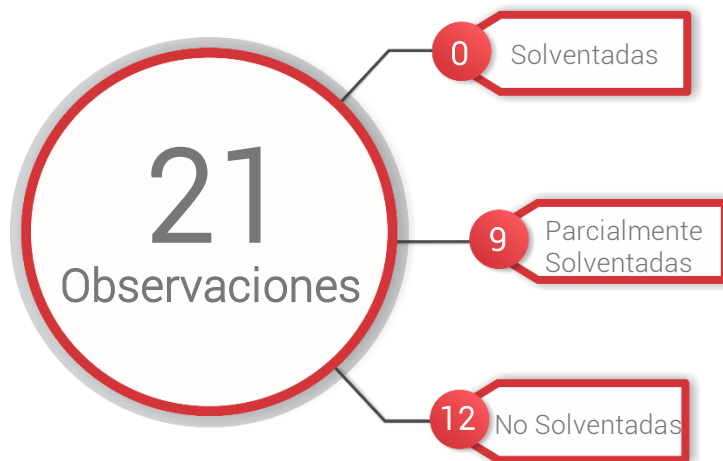 21
Observaciones
0
Solventadas
9
Parcialmente
Solventadas
12
No Solventadas